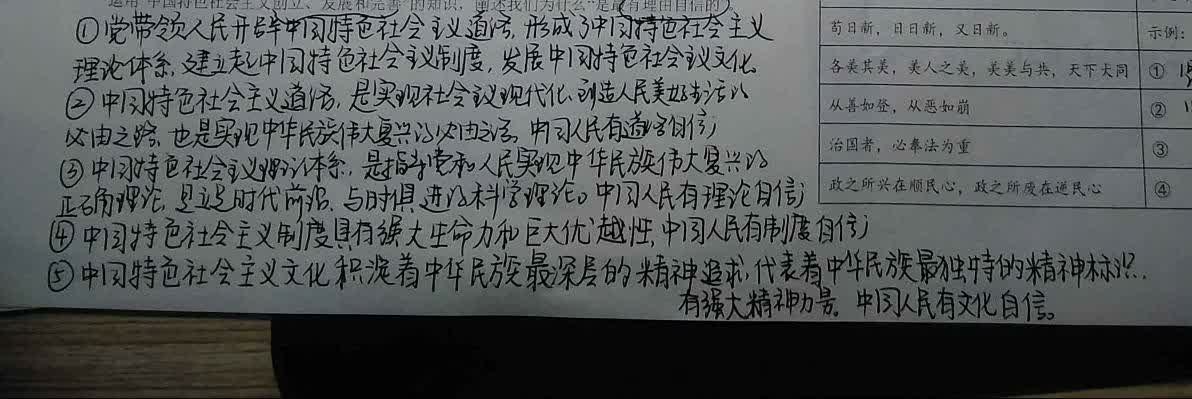 运用“中国特色社会主义创立、发展和完善”的知识，阐述我们为什么“是最有理由自信的”。
①党带领人民开辟中国特色社会主义道路，形成了中国特色社会主义
理论体系，建立起中国特色社会主义制度，发展中国特色社会主义文化。
②中国特色社会主义道路，是实现社会主义现代化、创造人民美好生活的
必由之路，也是实现中华民族伟大复兴的必由之路，中国人民有道路自信；
③中国特色社会主义理论体系，是指导党和人民实现中华民族伟大复兴的
正确理论，是立足时代前沿、与时俱进的科学理论。中国人民有理论自信；
④中国特色社会主义制度具有强大生命力和巨大优越性，中国人民有制度自信；
⑤中国特色社会主义文化积淀着中华民族最深层的精神追求，代表着中华民族最独特的精神标识，
有强大精神力量。中国人民有文化自信。
苟日新，日日新，又日新。
示例：
各美其美，美人之美，美美与共，天下大同
①
从善如登，从恶如崩
②
治国者，必奉法为重
③
政之所兴在顺民心，政之所废在逆民心
④